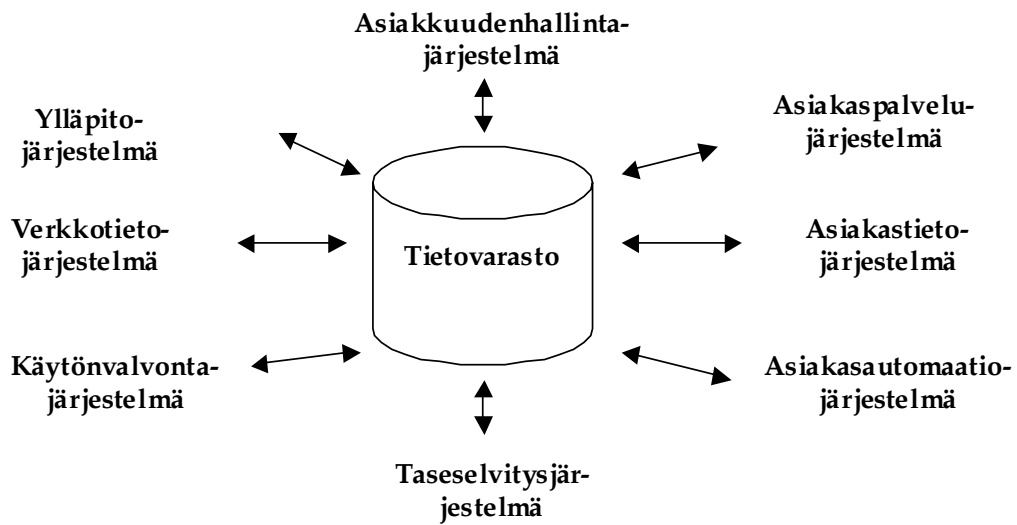 Asiakkuudenhallinta-
järjestelmä
Ylläpito-
järjestelmä
Asiakaspalvelu-
järjestelmä
Verkkotieto-
järjestelmä
Tietovarasto
Asiakastieto-
järjestelmä
Käytönvalvonta-
järjestelmä
Asiakasautomaatio-
järjestelmä
Taseselvitysjär-
jestelmä